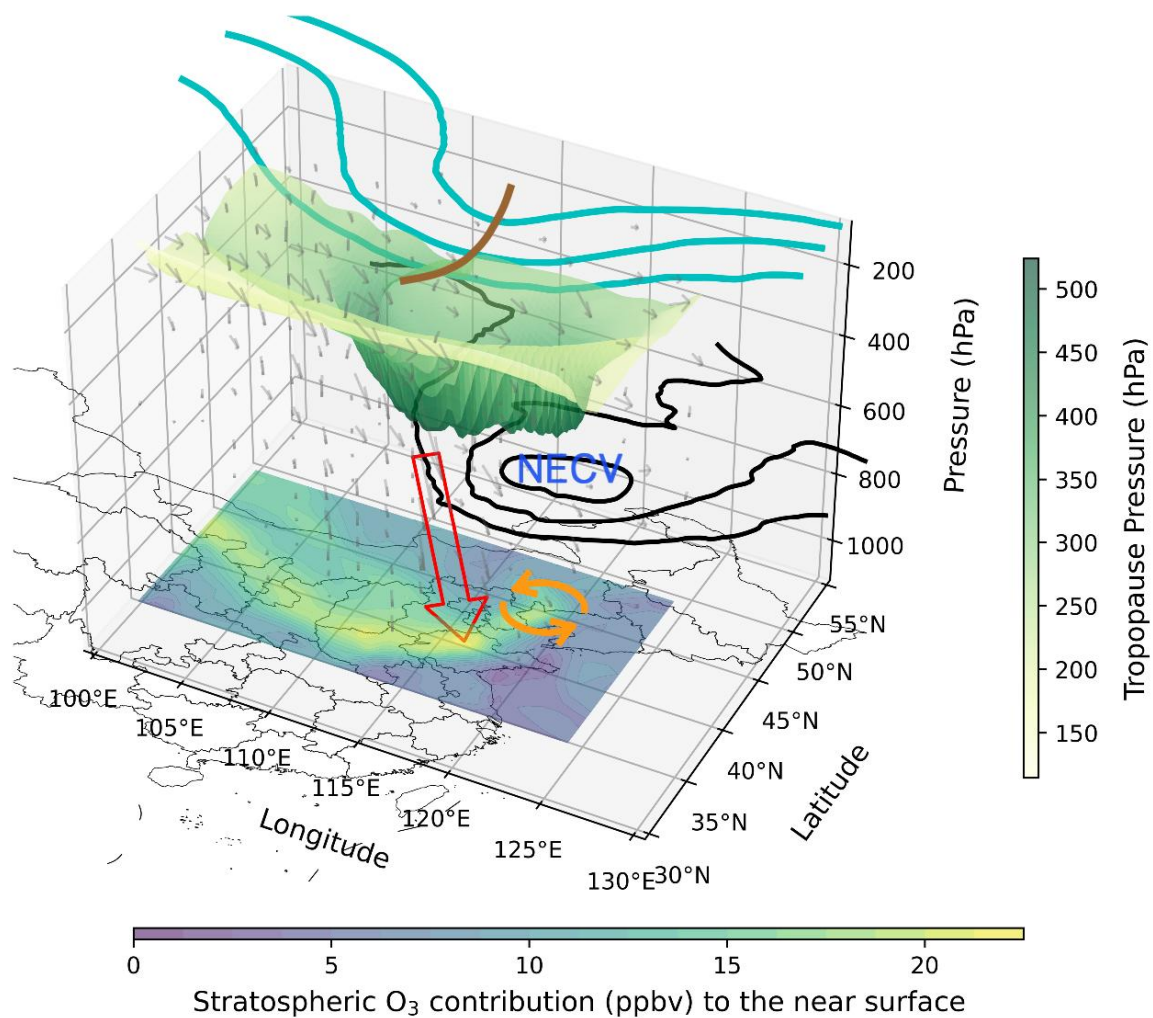 200
400
600
800
1000
Pressure (hPa)
NECV
500
450
400
350
300
250
200
150
Tropopause Pressure (hPa)
55°N
50°N
45°N
40°N
35°N
30°N
Latitude
100°E
105°E
110°E
115°E
120°E
125°E
130°E
Longitude
0 5 10 15 20
Stratospheric O₃ contribution (ppbv) to the near surface